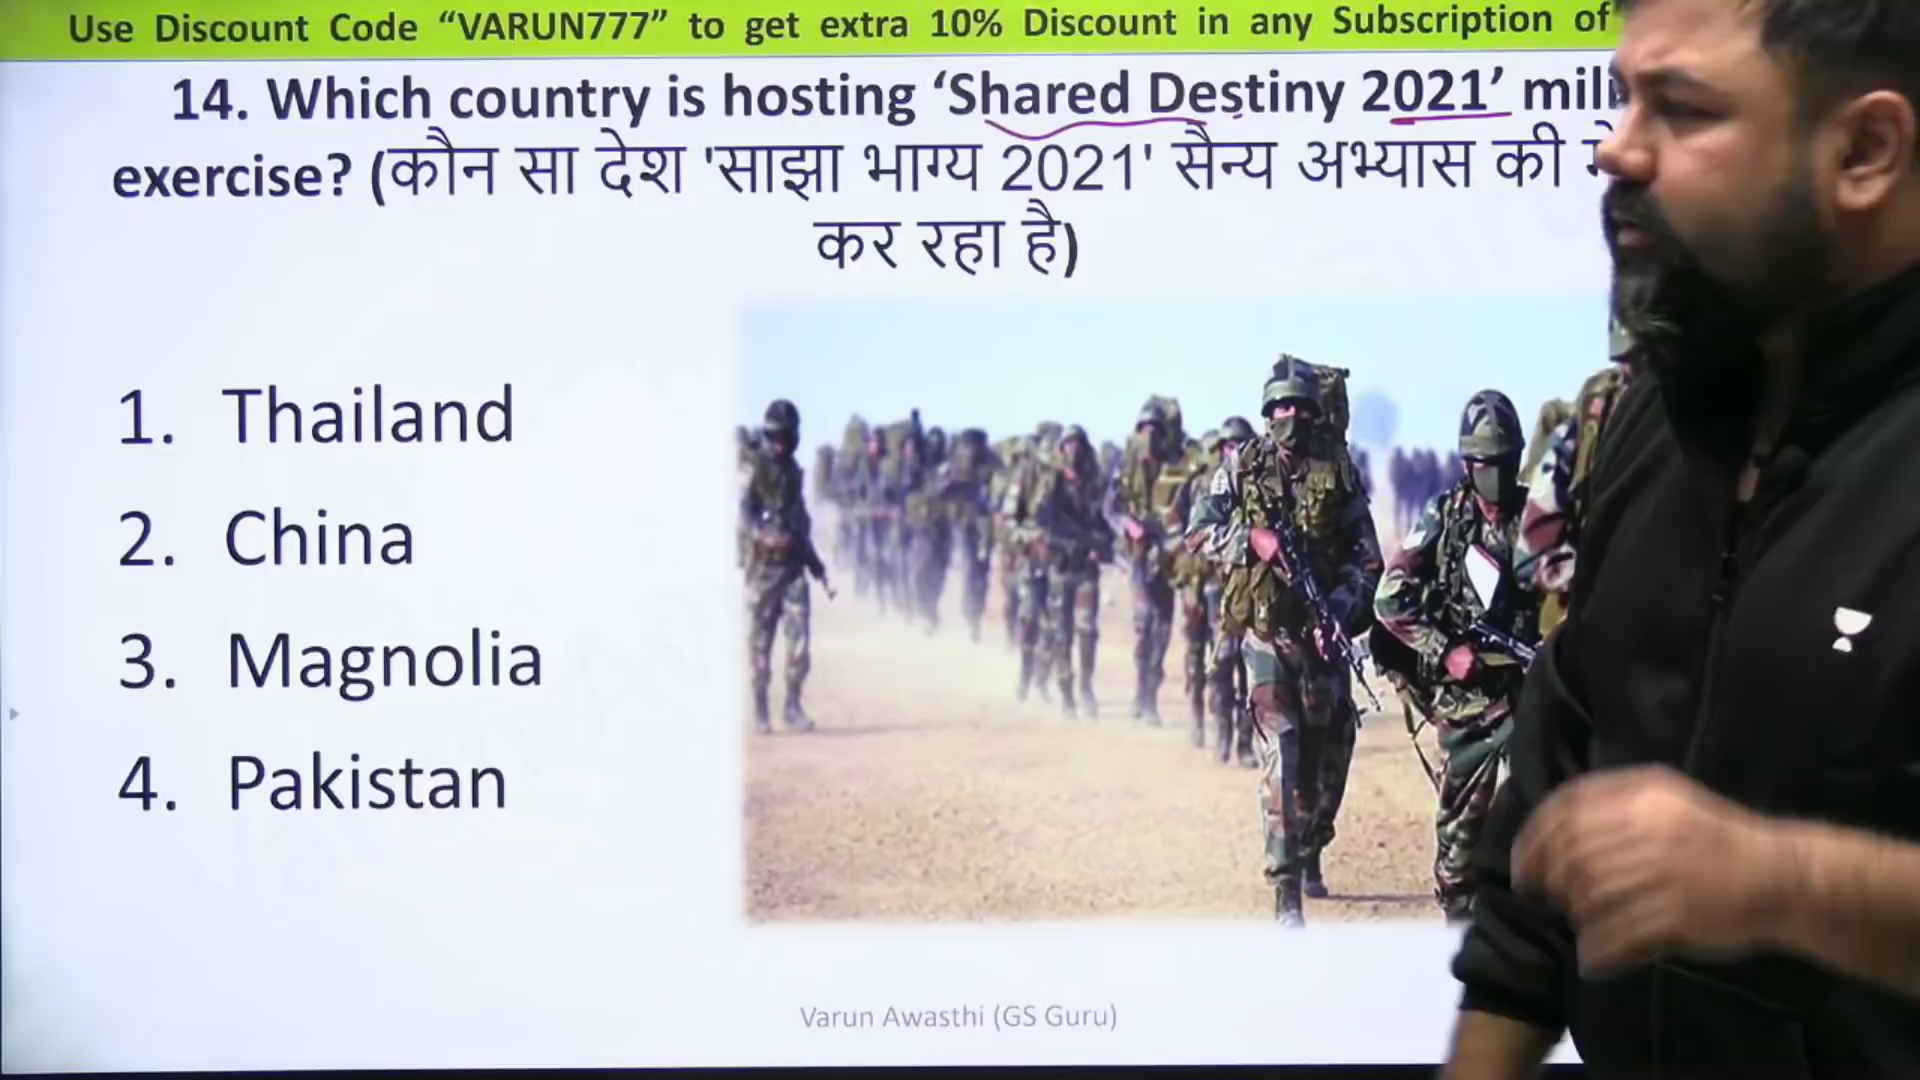 Use Discount Code “VARUN777” to get extra 10% Discount in any Subscription of
14. Which country is hosting ‘Shared Destiny 2021’
exercise? (कौन सा देश 'साझा भाग्य 2021' सैन्य अभ्यास की
कर रहा है)
1. Thailand
2. China
3. Magnolia
4. Pakistan
Varun Awasthi (GS Guru)